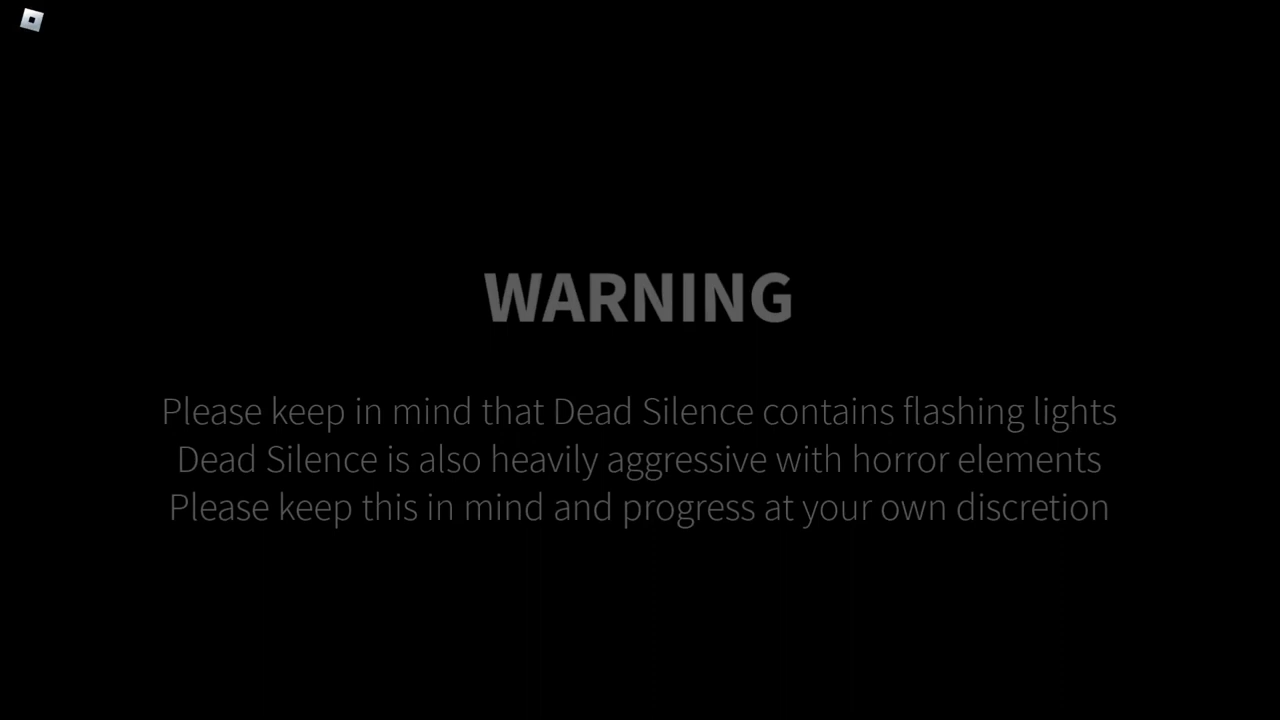 WARNING
Please keep in mind that Dead Silence contains flashing lights
Dead Silence is also heavily aggressive with horror elements
Please keep this in mind and progress at your own discretion